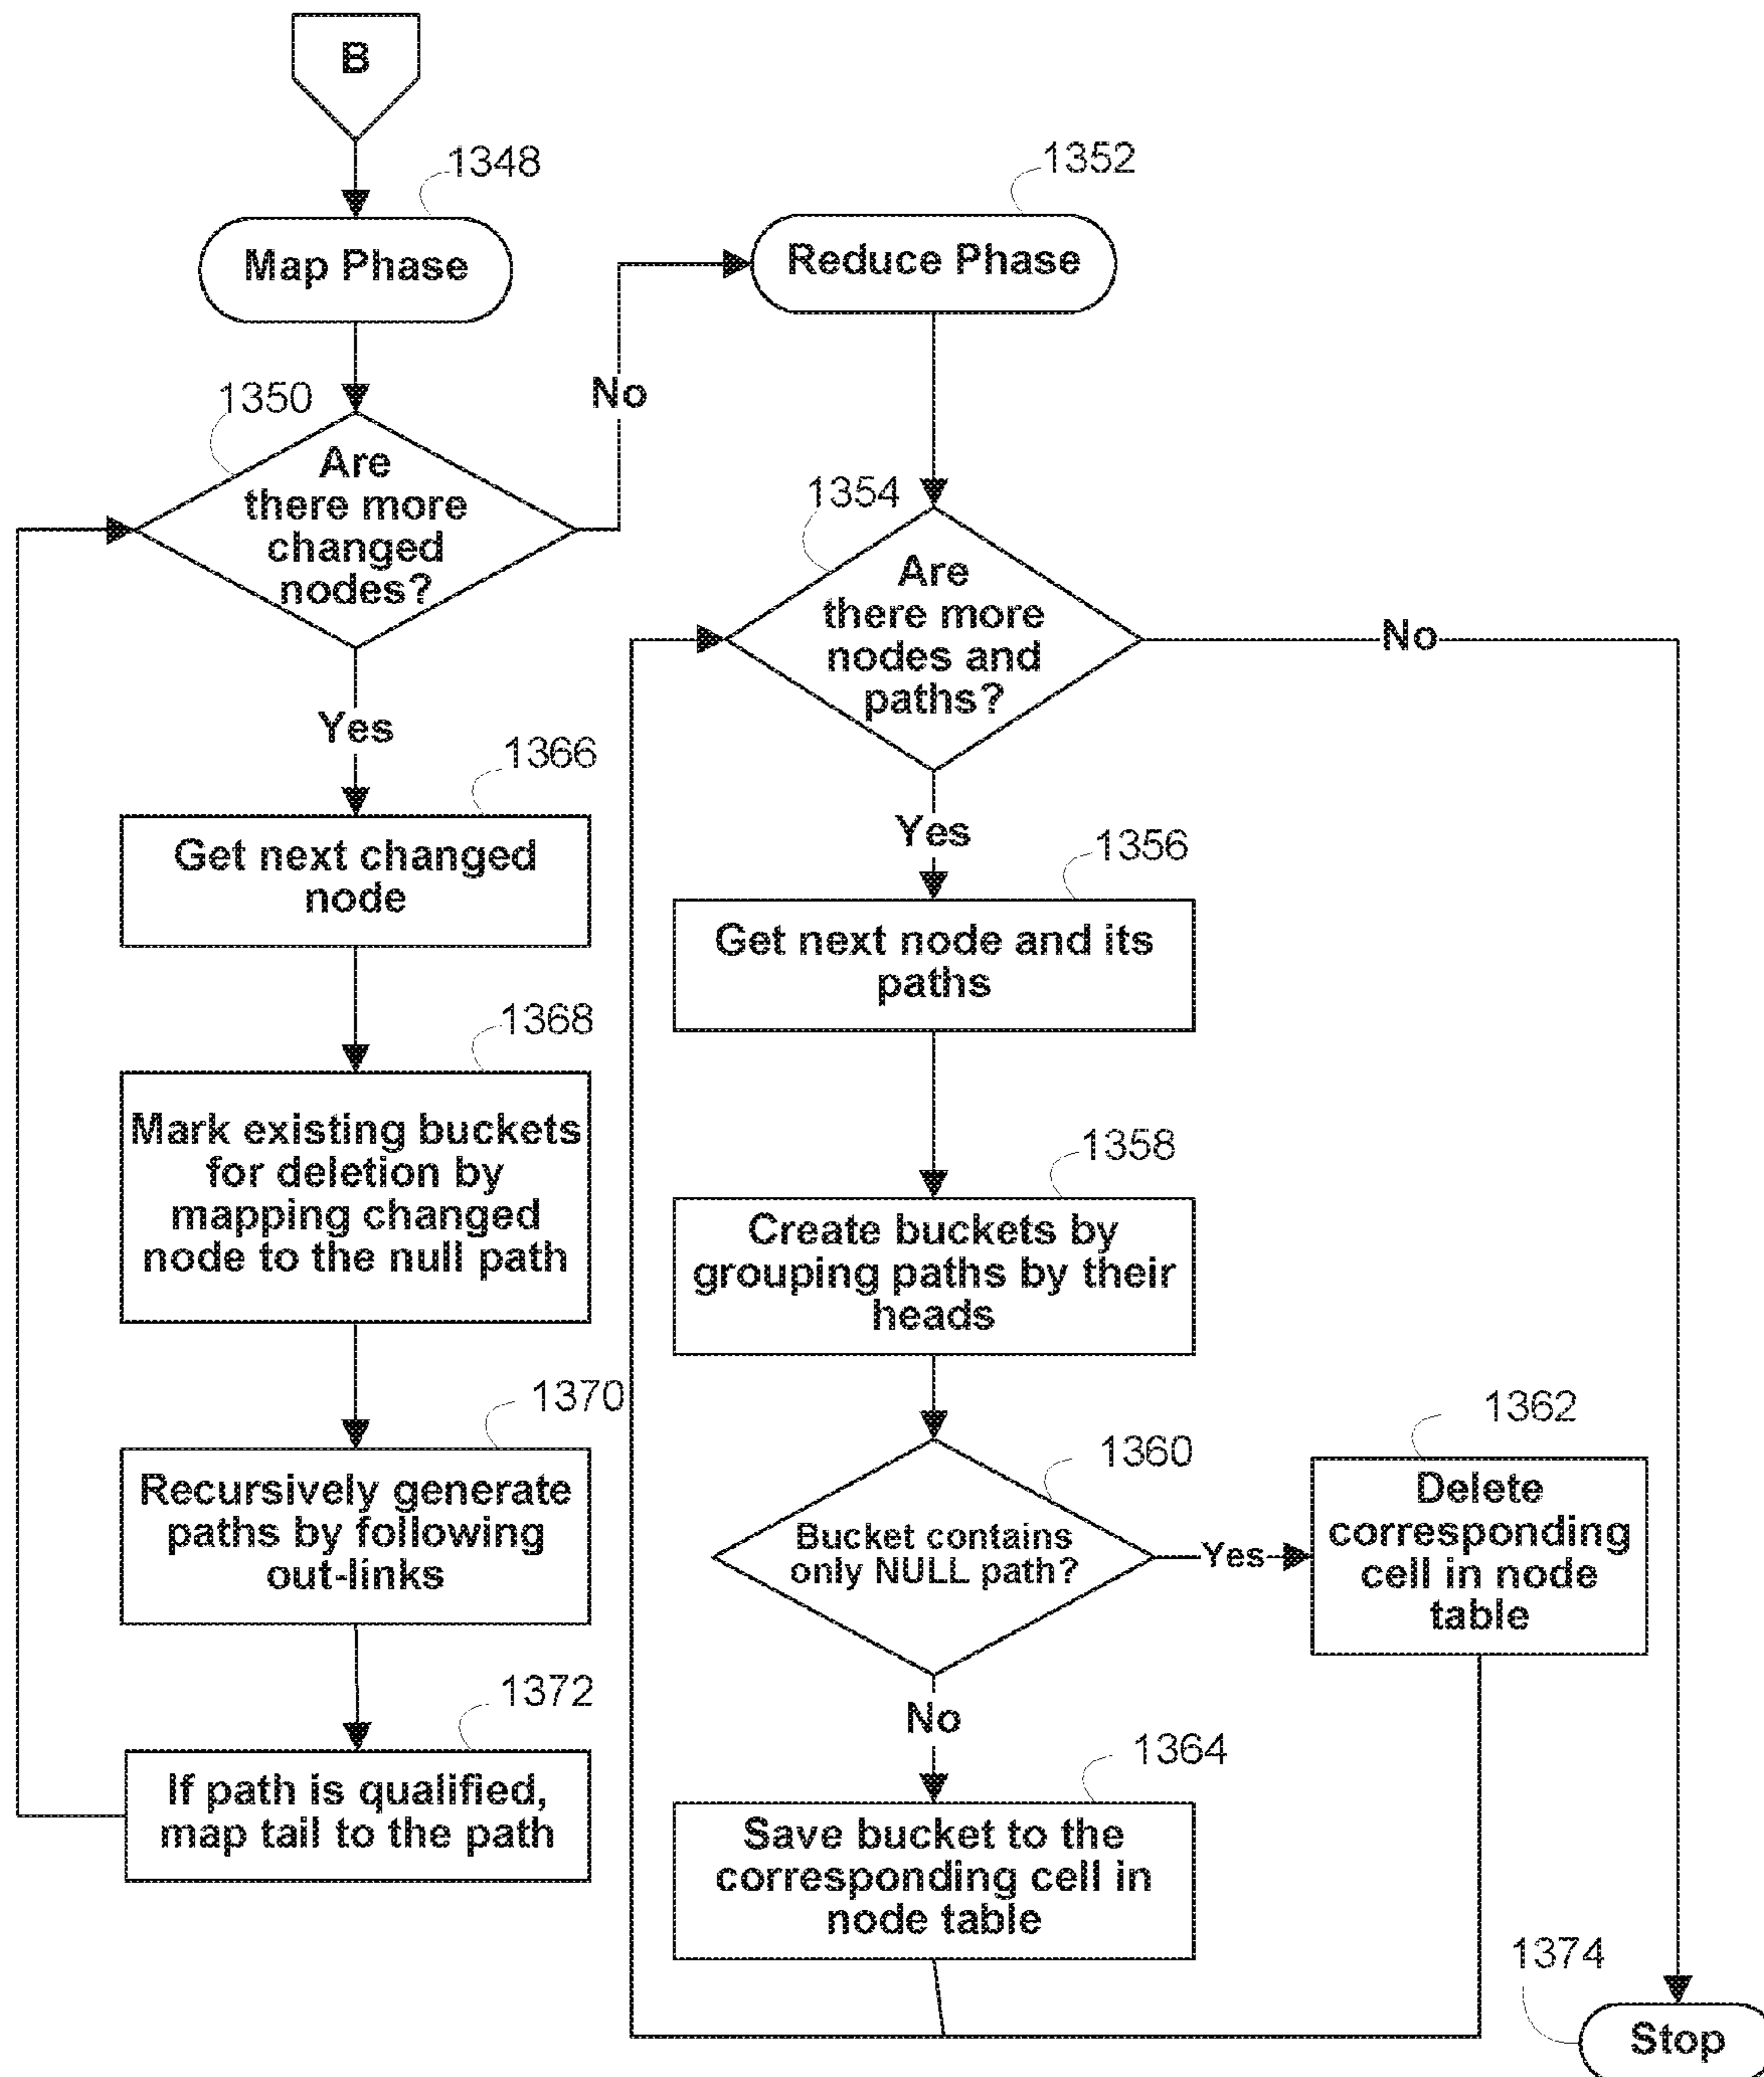 B
1348
Map Phase
1350
Are
there more
changed
nodes?
No
Yes
1366
Get next changed
node
1368
Mark existing buckets
for deletion by
mapping changed
node to the null path
1370
Recursively generate
paths by following
out-links
1372
If path is qualified,
map tail to the path
1352
Reduce Phase
1354
Are
there more
nodes and
paths?
No
Yes
1356
Get next node and its
paths
1358
Create buckets by
grouping paths by their
heads
1360
Bucket contains
only NULL path?
Yes
1362
Delete
corresponding
cell in node
table
No
1364
Save bucket to the
corresponding cell in
node table
1374
Stop